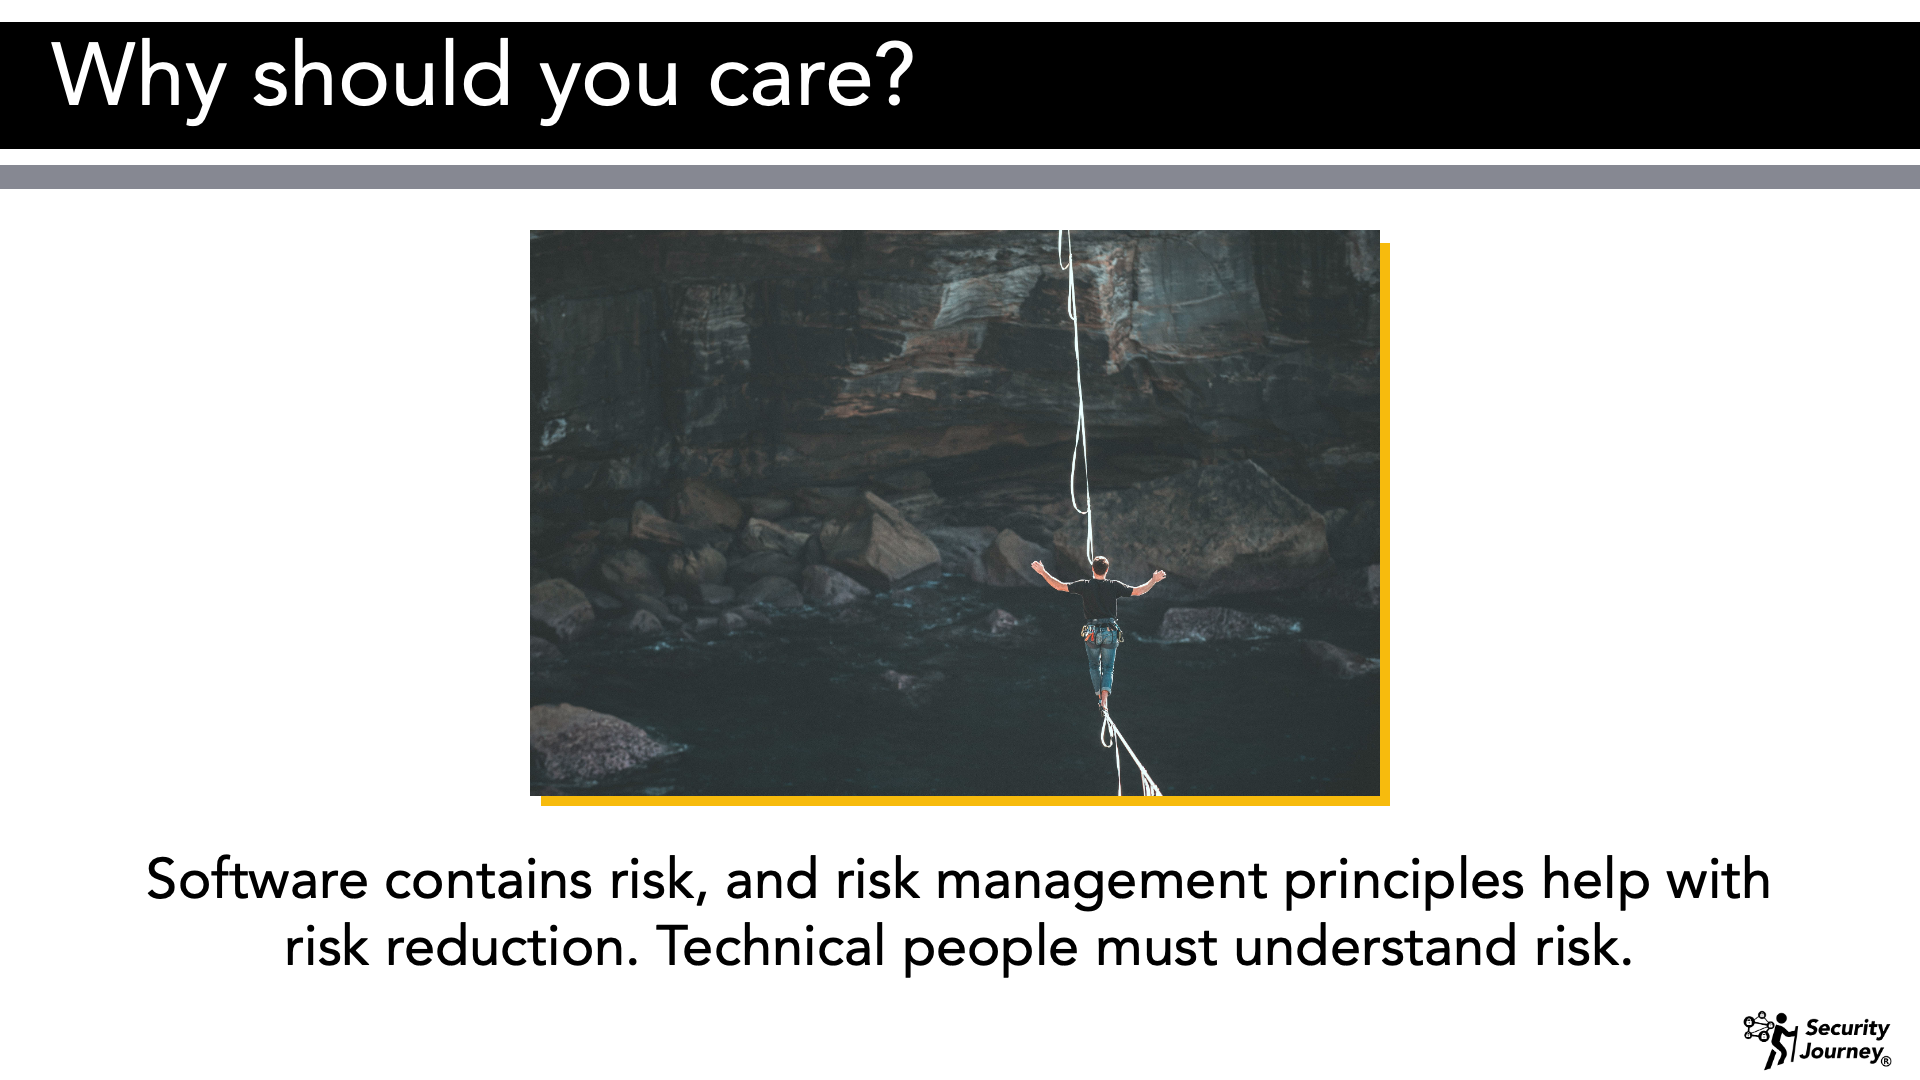 Why should you care?
Software contains risk, and risk management principles help with
risk reduction. Technical people must understand risk.
Security
Journey®